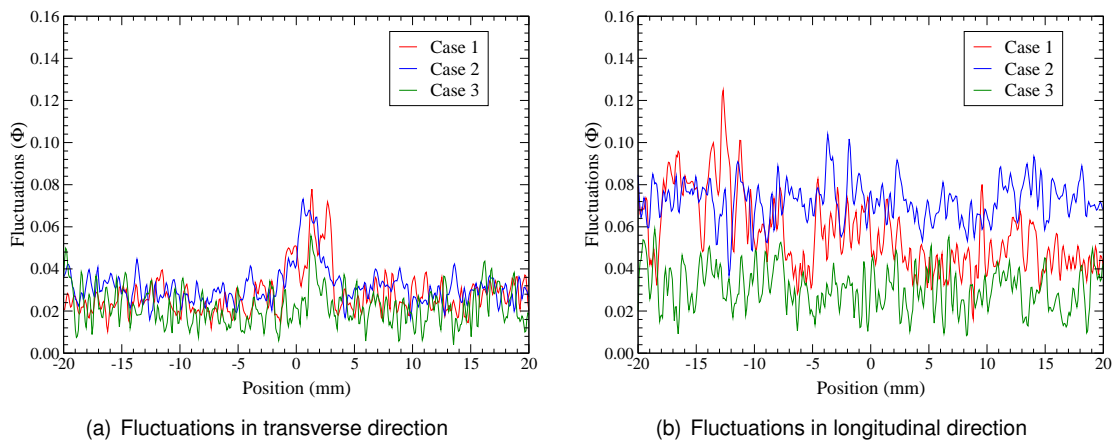 0.16
0.14
0.12
0.10
0.08
0.06
0.04
0.02
0.00
Fluctuations (Φ)
-20 -15 -10 -5 0 5 10 15 20
Position (mm)
Case 1
Case 2
Case 3
(a) Fluctuations in transverse direction
0.16
0.14
0.12
0.10
0.08
0.06
0.04
0.02
0.00
Fluctuations (Φ)
-20 -15 -10 -5 0 5 10 15 20
Position (mm)
Case 1
Case 2
Case 3
(b) Fluctuations in longitudinal direction